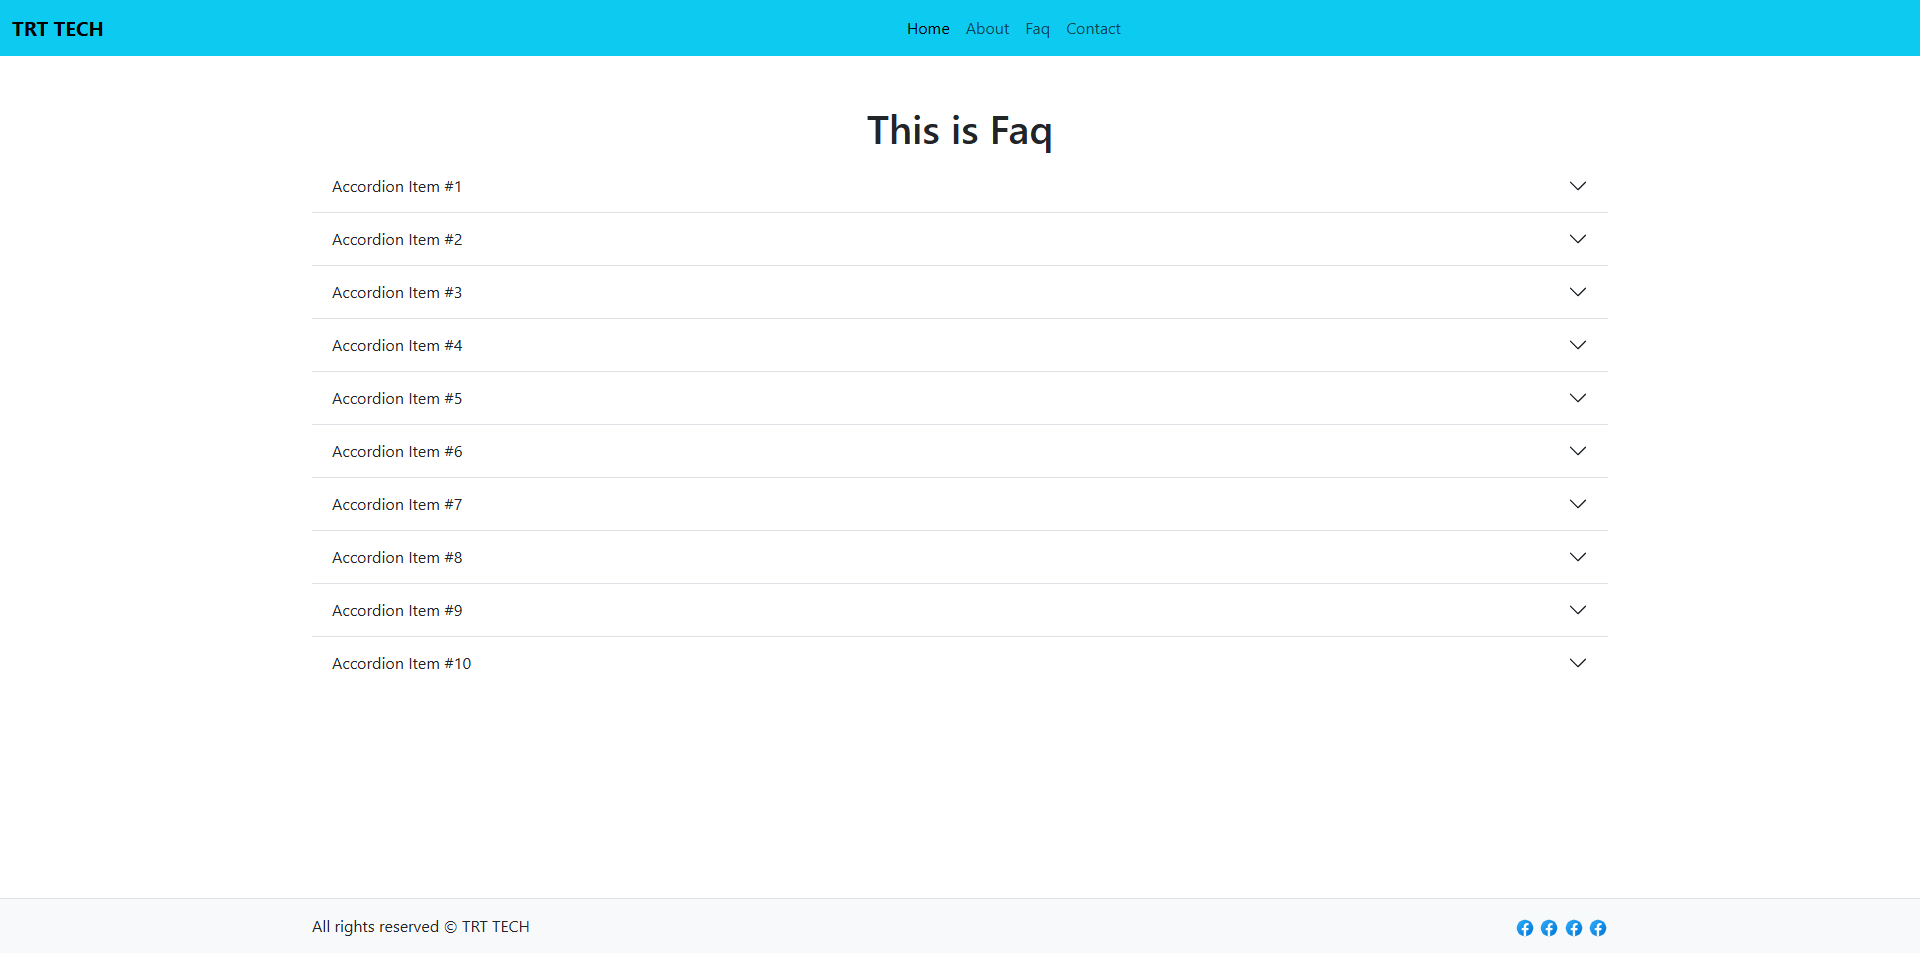 TRT TECH
Home About Faq Contact
This is Faq
Accordion Item #1
Accordion Item #2
Accordion Item #3
Accordion Item #4
Accordion Item #5
Accordion Item #6
Accordion Item #7
Accordion Item #8
Accordion Item #9
Accordion Item #10
All rights reserved © TRT TECH